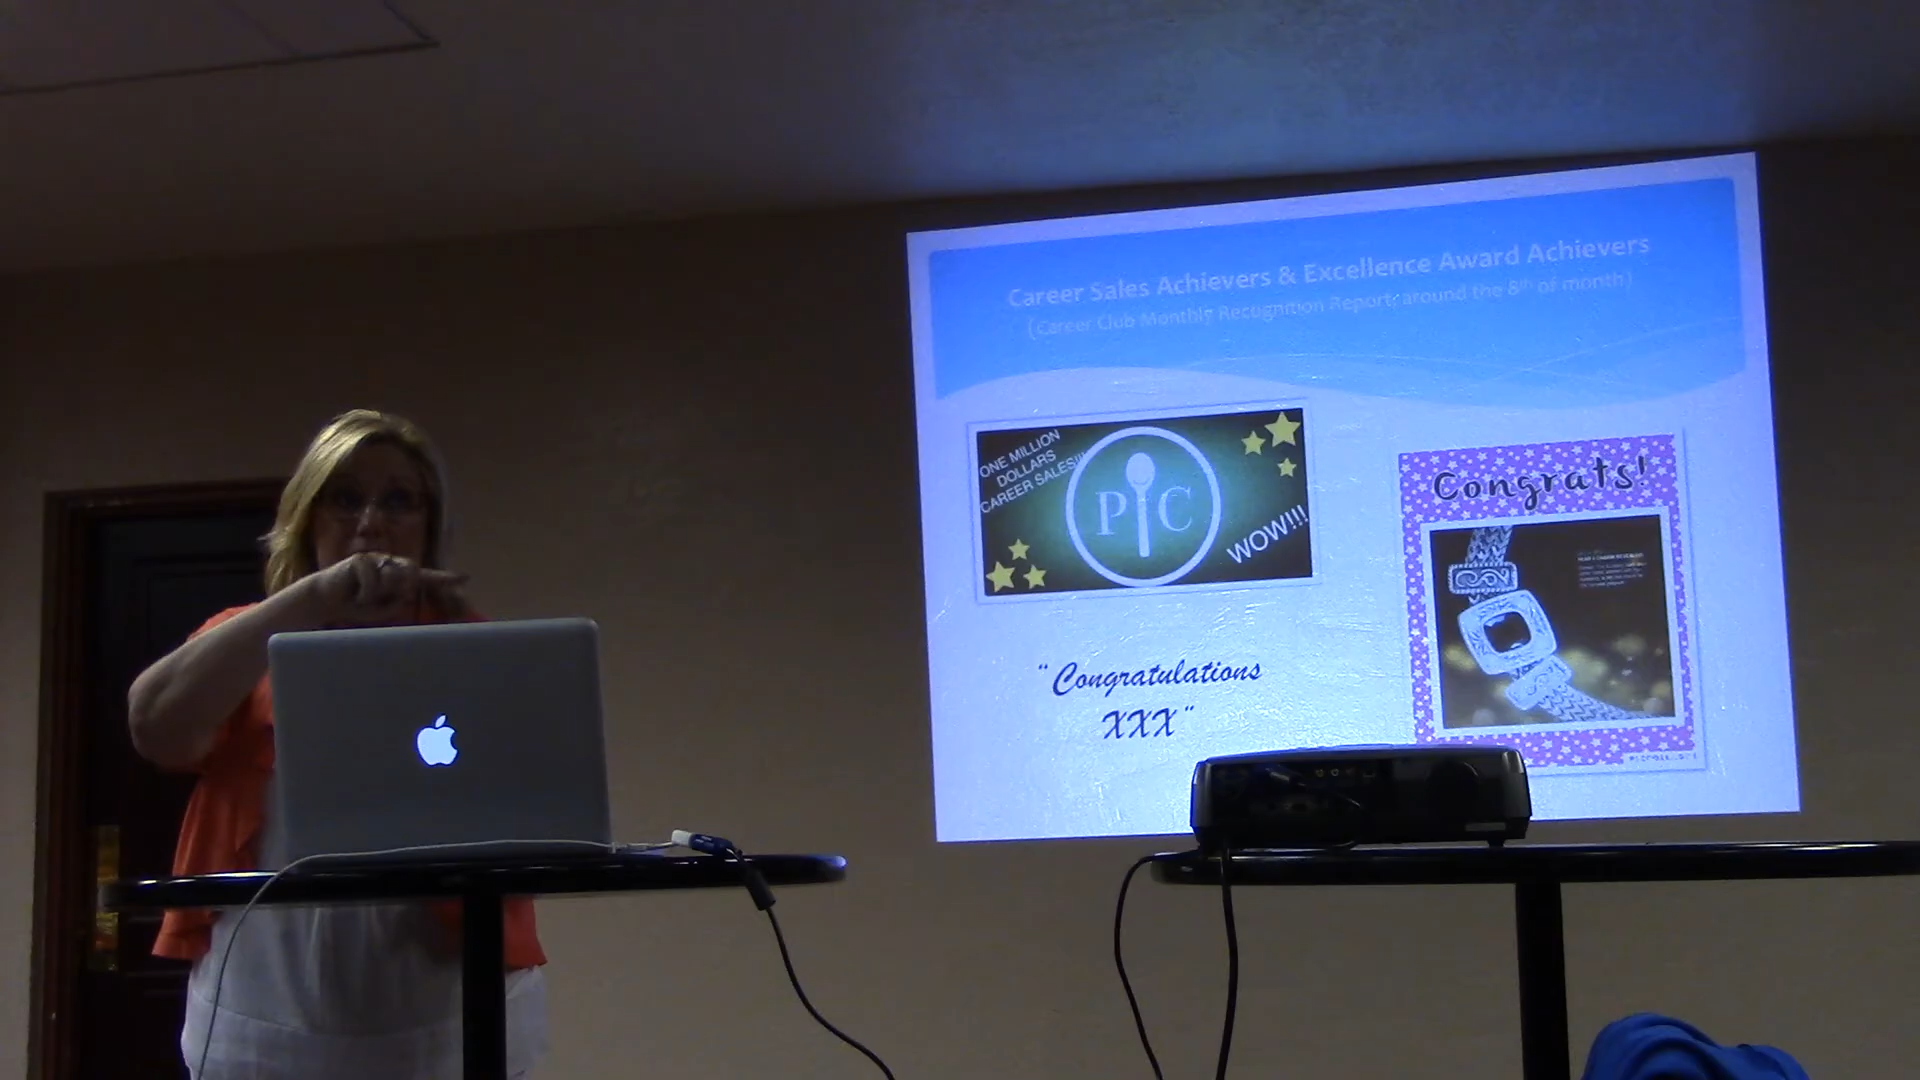 Career Sales Achievers & Excellence Award Achievers
(Career Club Monthly Recognition Report, around the 8th of month)
ONE MILLION
DOLLARS
CAREER SALES!!!
P C
WOW!!!
Congrats!
"Congratulations
XXX"